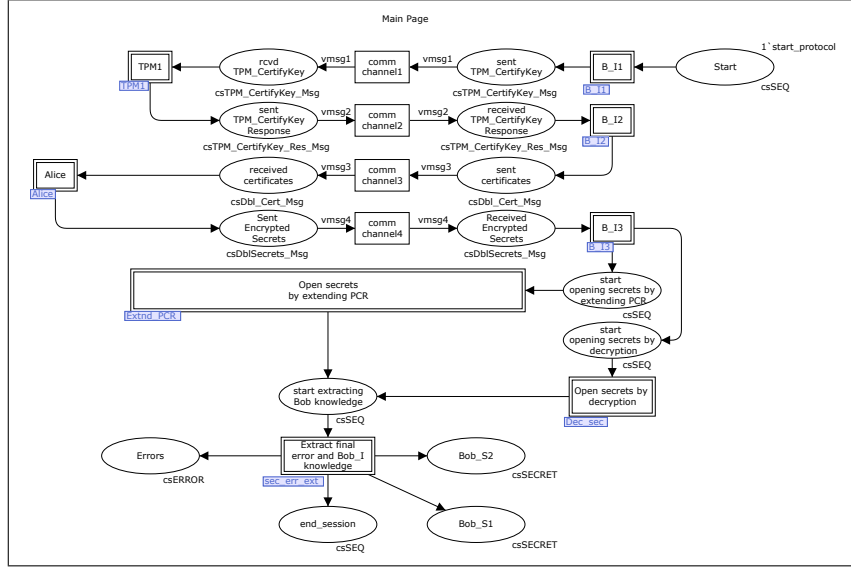 Main Page
1`start_protocol
TPM1
TPM1
rcvd
TPM_CertifyKey
csTPM_CertifyKey_Msg
vmsg1
comm
channel1
vmsg1
sent
TPM_CertifyKey
csTPM_CertifyKey_Msg
B_I1
B_I1
Start
csSEQ
sent
TPM_CertifyKey
Response
csTPM_CertifyKey_Res_Msg
vmsg2
comm
channel2
vmsg2
received
TPM_CertifyKey
Response
csTPM_CertifyKey_Res_Msg
B_I2
B_I2
Alice
Alice
received
certificates
csDbl_Cert_Msg
vmsg3
comm
channel3
vmsg3
sent
certificates
csDbl_Cert_Msg
Sent
Encrypted
Secrets
csDblSecrets_Msg
vmsg4
comm
channel4
vmsg4
Received
Encrypted
Secrets
csDblSecrets_Msg
B_I3
B_I3
Open secrets
by extending PCR
Extnd_PCR
start
opening secrets by
extending PCR
csSEQ
start
opening secrets by
decryption
csSEQ
start extracting
Bob knowledge
csSEQ
Open secrets by
decryption
Dec_sec
Errors
csERROR
Extract final
error and Bob_I
knowledge
sec_err_ext
Bob_S2
csSECRET
end_session
csSEQ
Bob_S1
csSECRET